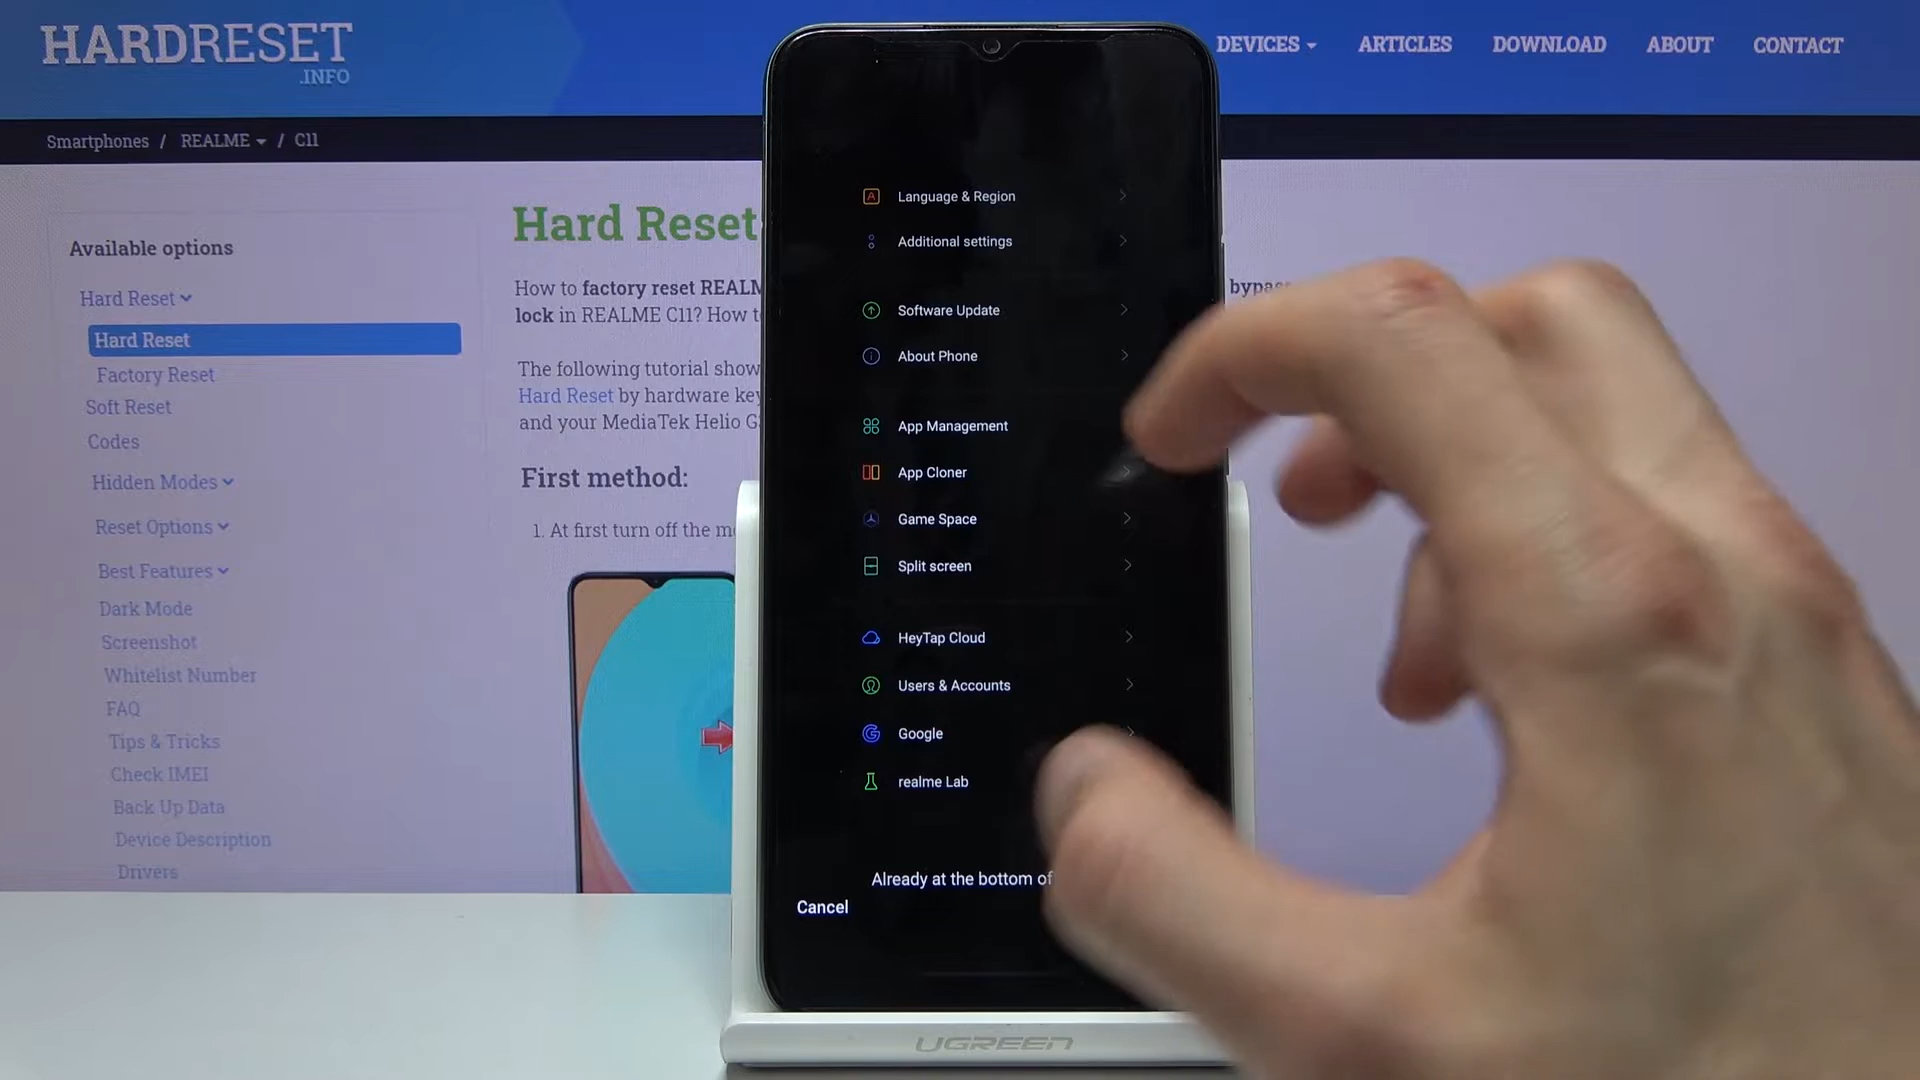 HARDRESET
.INFO
DEVICES
ARTICLES
DOWNLOAD
ABOUT
CONTACT
Smartphones / REALME / C11
Available options
Hard Reset
Hard Reset
Factory Reset
Soft Reset
Codes
Hidden Modes
Reset Options
Best Features
Dark Mode
Screenshot
Whitelist Number
FAQ
Tips & Tricks
Check IMEI
Back Up Data
Device Description
Drivers
Hard Reset
How to factory reset REALM
bypass
lock in REALME C11? How to
The following tutorial show
Hard Reset by hardware key
and your MediaTek Helio G
First method:
1. At first turn off the
Language & Region
Additional settings
Software Update
About Phone
App Management
App Cloner
Game Space
Split screen
HeyTap Cloud
Users & Accounts
Google
realme Lab
Already at the bottom of
Cancel
UGREEN